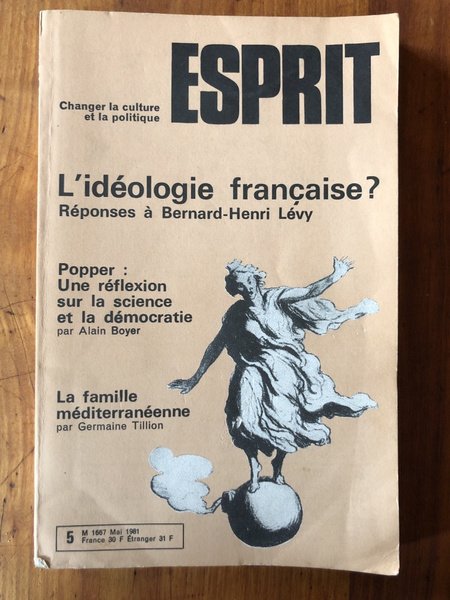 ESPRIT
Changer la culture
et la politique
L'idéologie française?
Réponses à Bernard-Henri Lévy
Popper :
Une réflexion
sur la science
et la démocratie
par Alain Boyer
La famille
méditerranéenne
par Germaine Tillion
5
M 1667 Mai 1981
France 30 F Étranger 31 F